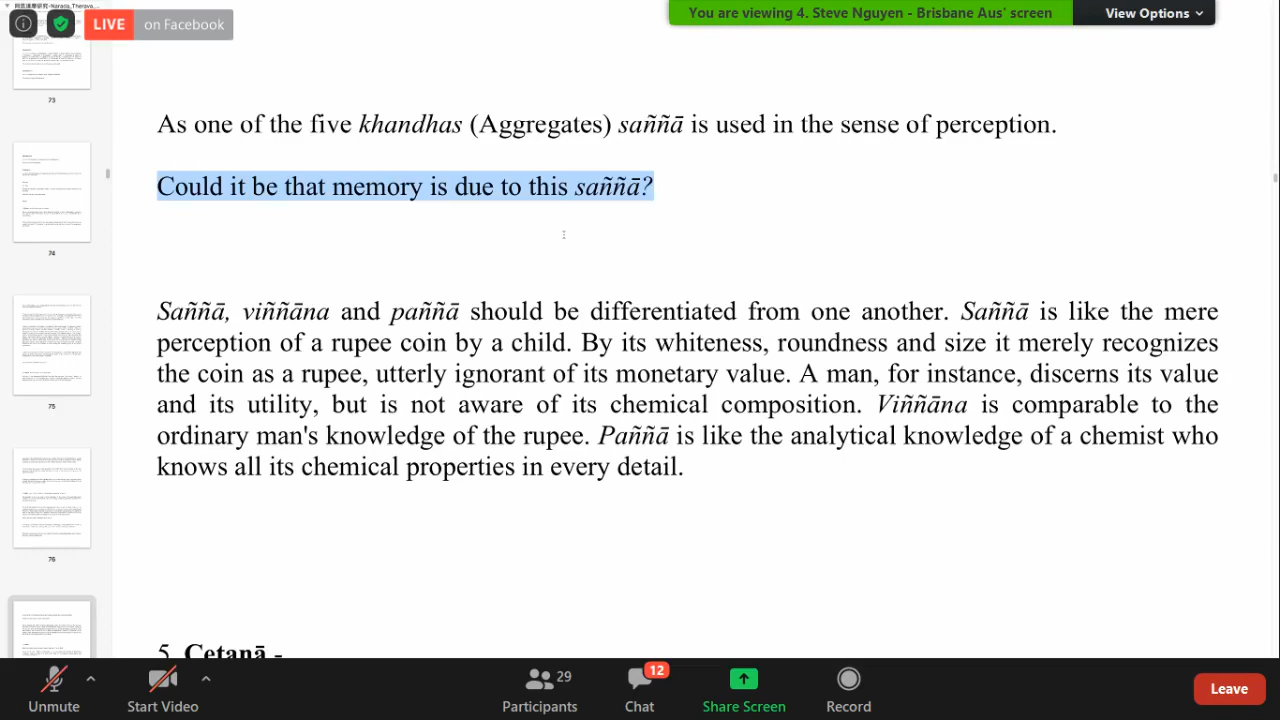 LIVE on Facebook
You are viewing 4. Steve Nguyen - Brisbane Aus' screen
View Options
73
74
75
76
As one of the five khandhas (Aggregates) saññā is used in the sense of perception.
Could it be that memory is due to this saññā?
Saññā, viññāna and paññā should be differentiated from one another. Saññā is like the mere
perception of a rupee coin by a child. By its whiteness, roundness and size it merely recognizes
the coin as a rupee, utterly ignorant of its monetary value. A man, for instance, discerns its value
and its utility, but is not aware of its chemical composition. Viññāna is comparable to the
ordinary man's knowledge of the rupee. Paññā is like the analytical knowledge of a chemist who
knows all its chemical properties in every detail.
5. Cetanā -
Unmute
Start Video
Participants 29
Chat 12
Share Screen
Record
Leave